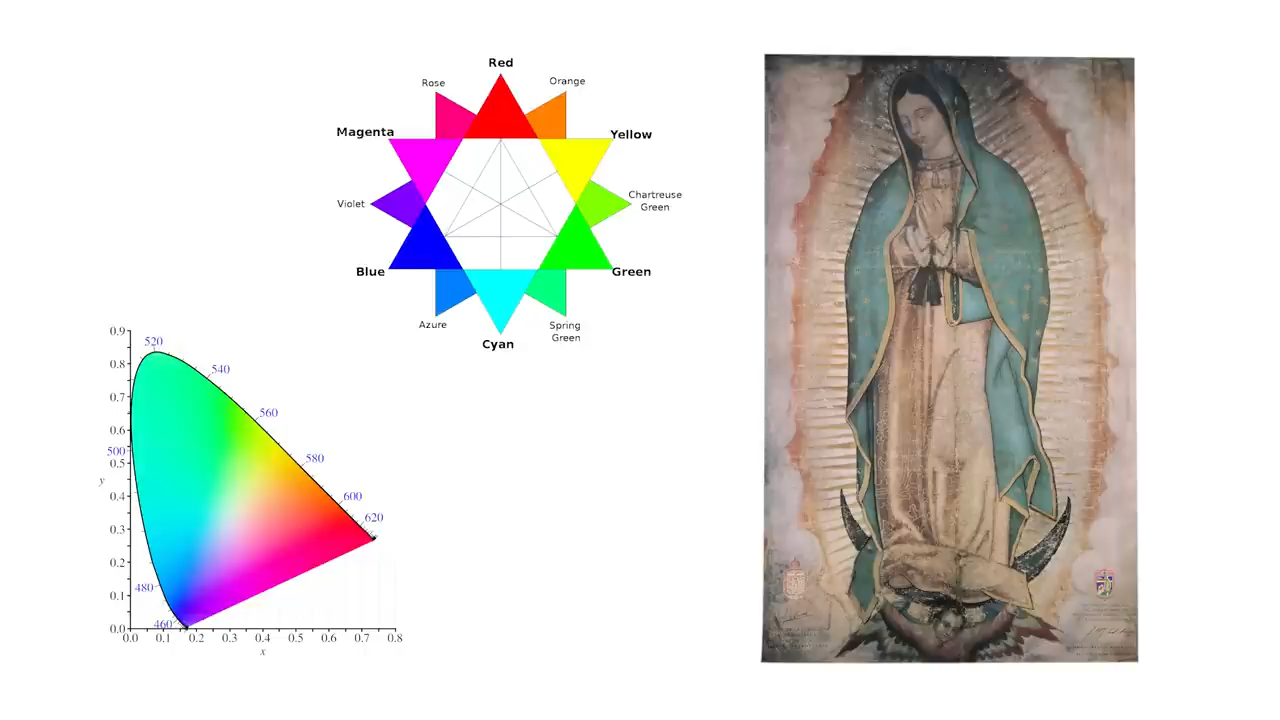 Red
Rose
Orange
Magenta
Yellow
Violet
Chartreuse
Green
Blue
Green
Azure
Spring
Green
Cyan
0.9
520
0.8
540
0.7
560
0.6
500
580
0.5
y
0.4
600
0.3
620
0.2
480
0.1
460
0.0
0.0 0.1 0.2 0.3 0.4 0.5 0.6 0.7 0.8
x